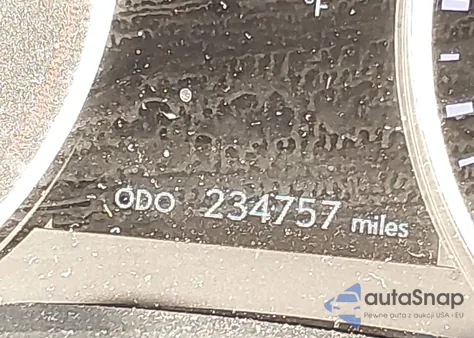 °F
ODO 234757 miles
autoSnap
Pewne auta z aukcji USA i EU